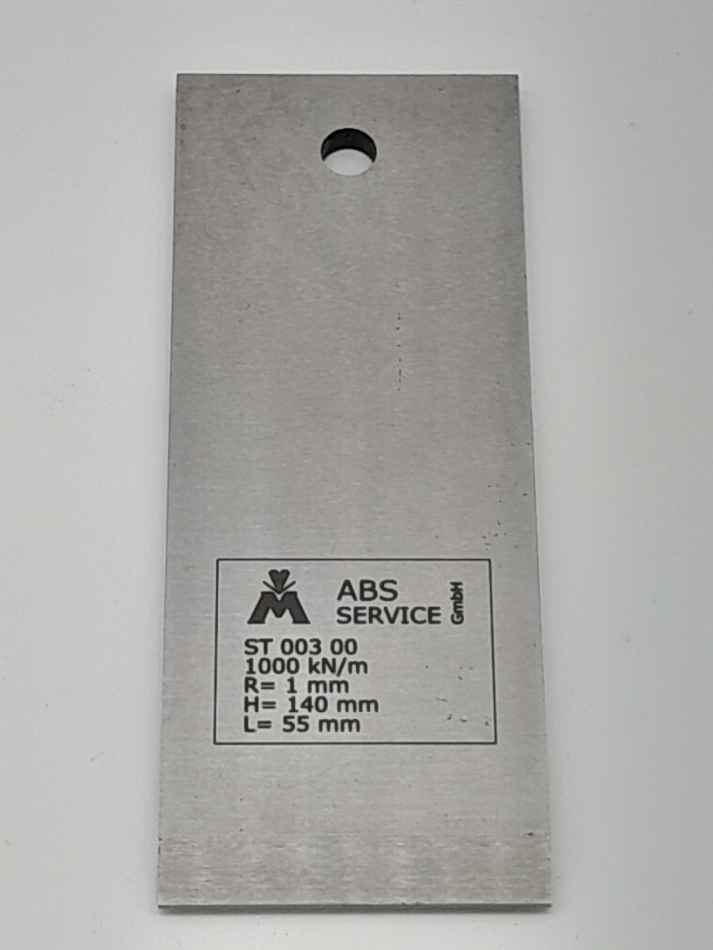 ABS
SERVICE GmbH
ST 003 00
1000 kN/m
R= 1 mm
H= 140 mm
L= 55 mm